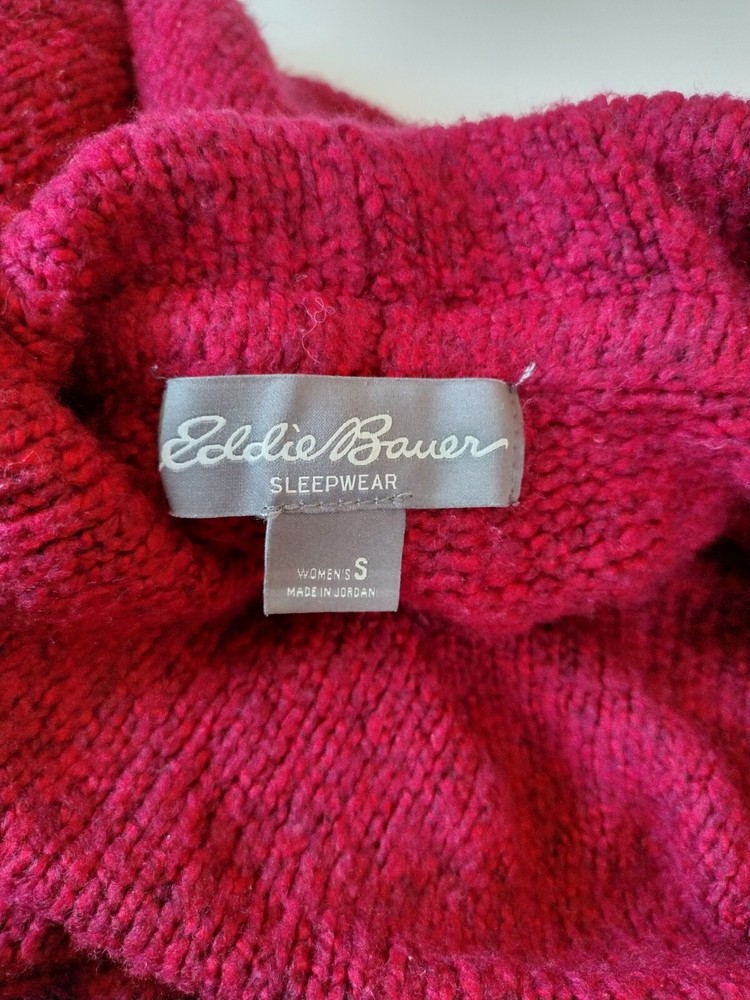 Eddie Bauer
SLEEPWEAR
WOMEN'S S
MADE IN JORDAN